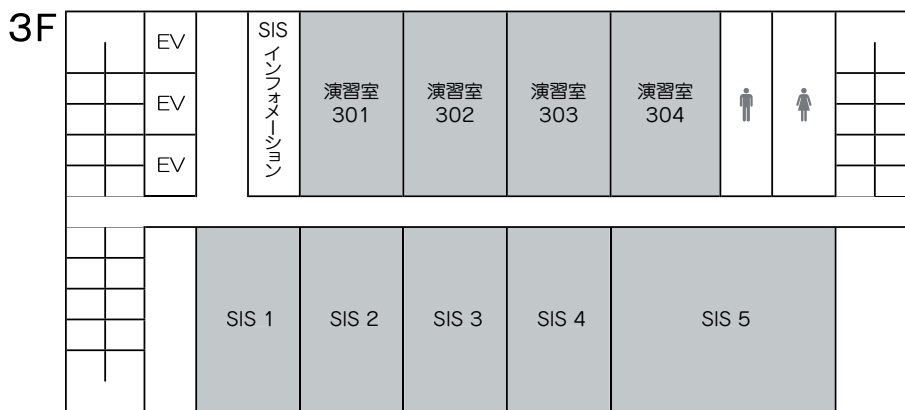 3F
EV
EV
EV
SIS
インフォメーション
演習室
301
演習室
302
演習室
303
演習室
304
SIS 1
SIS 2
SIS 3
SIS 4
SIS 5